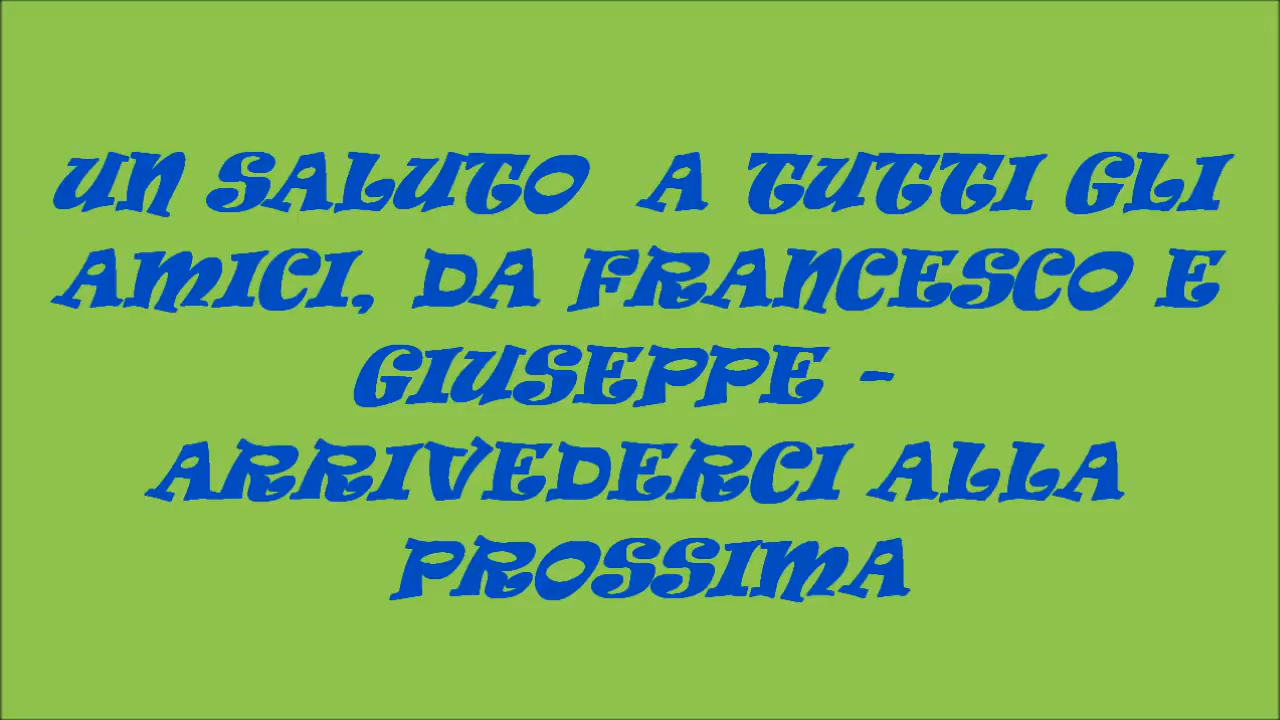 UN SALUTO  A TUTTI GLI
AMICI, DA FRANCESCO E
GIUSEPPE -
ARRIVEDERCI ALLA
PROSSIMA